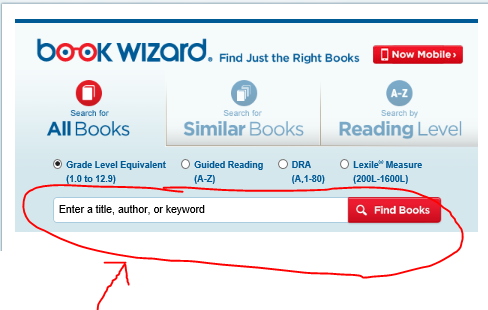 book wizard® Find Just the Right Books
Now Mobile ›
Search for
All Books
A-Z
Search for
Similar Books
Search by
Reading Level
Grade Level Equivalent
(1.0 to 12.9)
Guided Reading
(A-Z)
DRA
(A,1-80)
Lexile® Measure
(200L-1600L)
Enter a title, author, or keyword
Find Books